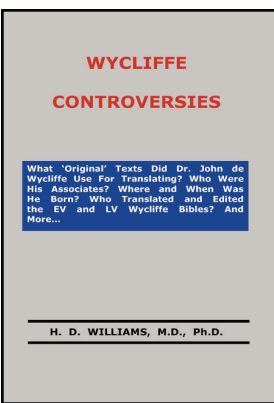 WYCLIFFE
CONTROVERSIES
What ‘Original’ Texts Did Dr. John de
Wycliffe Use For Translating? Who Were
His Associates? Where and When Was
He Born? Who Translated and Edited
the EV and LV Wycliffe Bibles? And
More...
H. D. WILLIAMS, M.D., Ph.D.